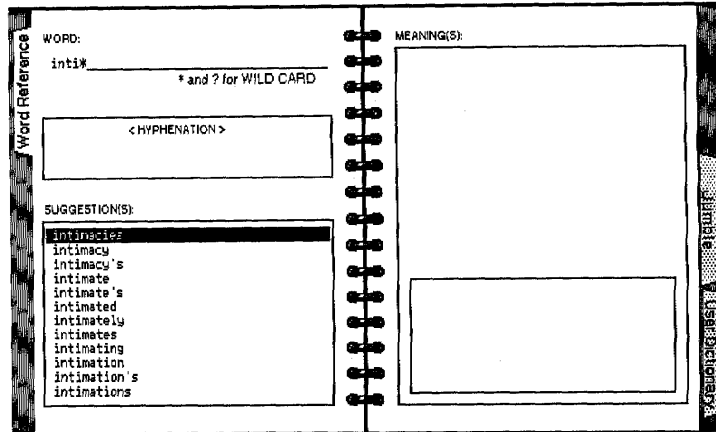 Word Reference
WORD:
inti*
* and ? for WILD CARD
< HYPHENATION >
SUGGESTION(S):
intimacies
intimacy
intimacy's
intimate
intimate's
intimated
intimately
intimates
intimating
intimation
intimation's
intimations
MEANING(S):
User Dictionary